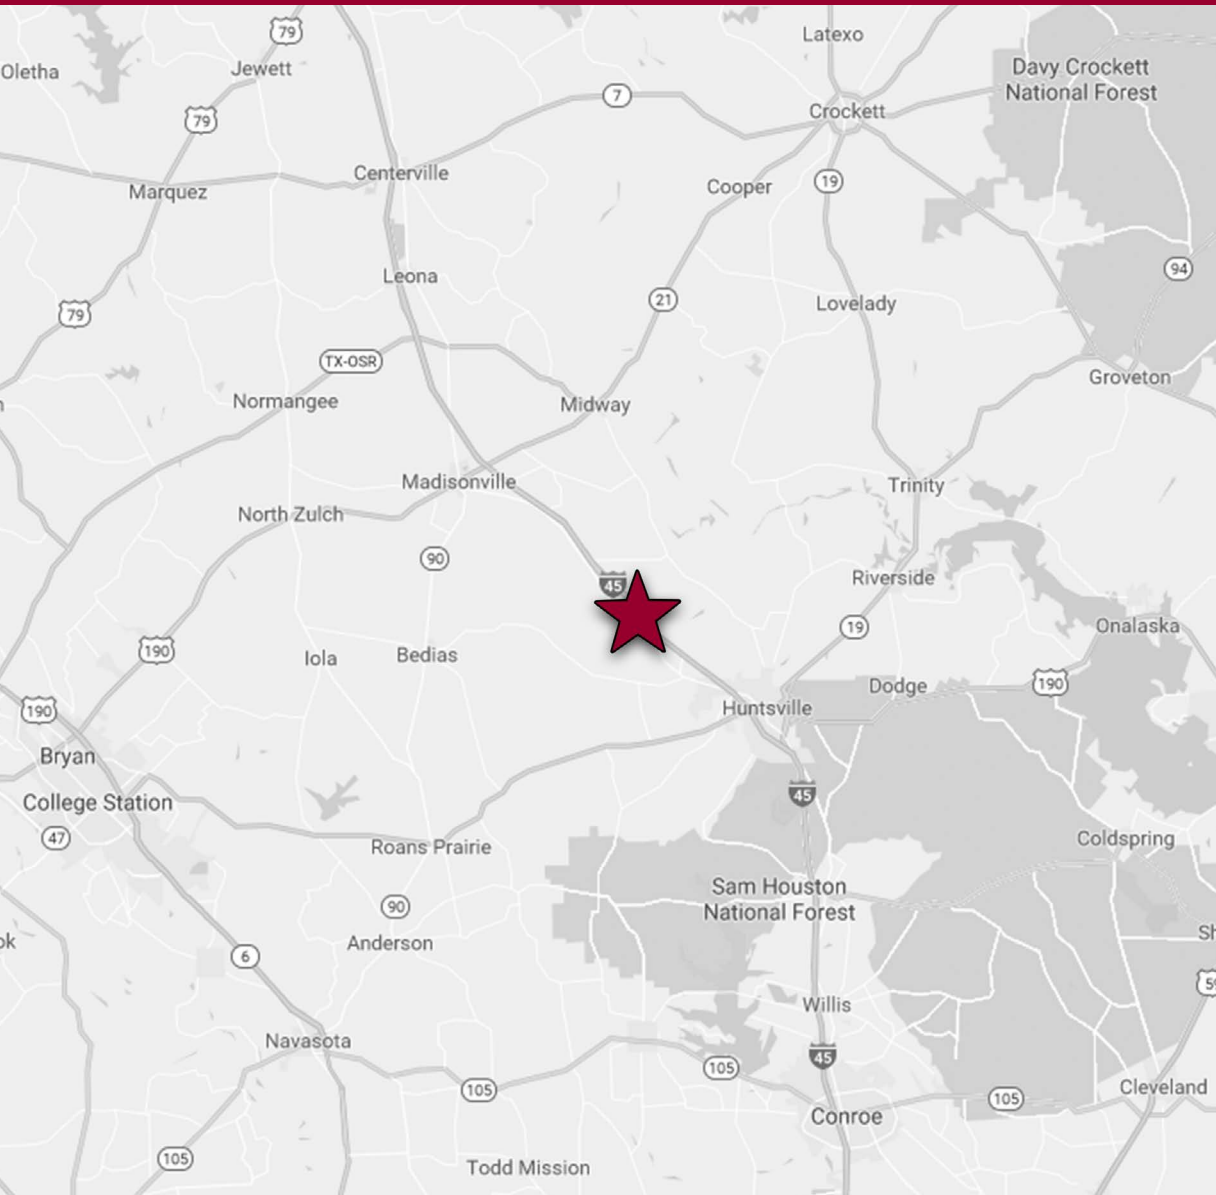 79
Latexo
Jewett
Oletha
Davy Crockett
National Forest
7
Crockett
79
Centerville
Marquez
Cooper
19
Leona
94
21
Lovelady
79
TX-OSR
Groveton
Normangee
Midway
Madisonville
Trinity
North Zulch
90
45
Riverside
19
Onalaska
190
Iola
Bedias
190
Dodge
190
Huntsville
Bryan
45
College Station
47
Coldspring
Roans Prairie
Sam Houston
National Forest
90
Anderson
6
Willis
Navasota
45
105
105
Cleveland
105
Conroe
105
Todd Mission